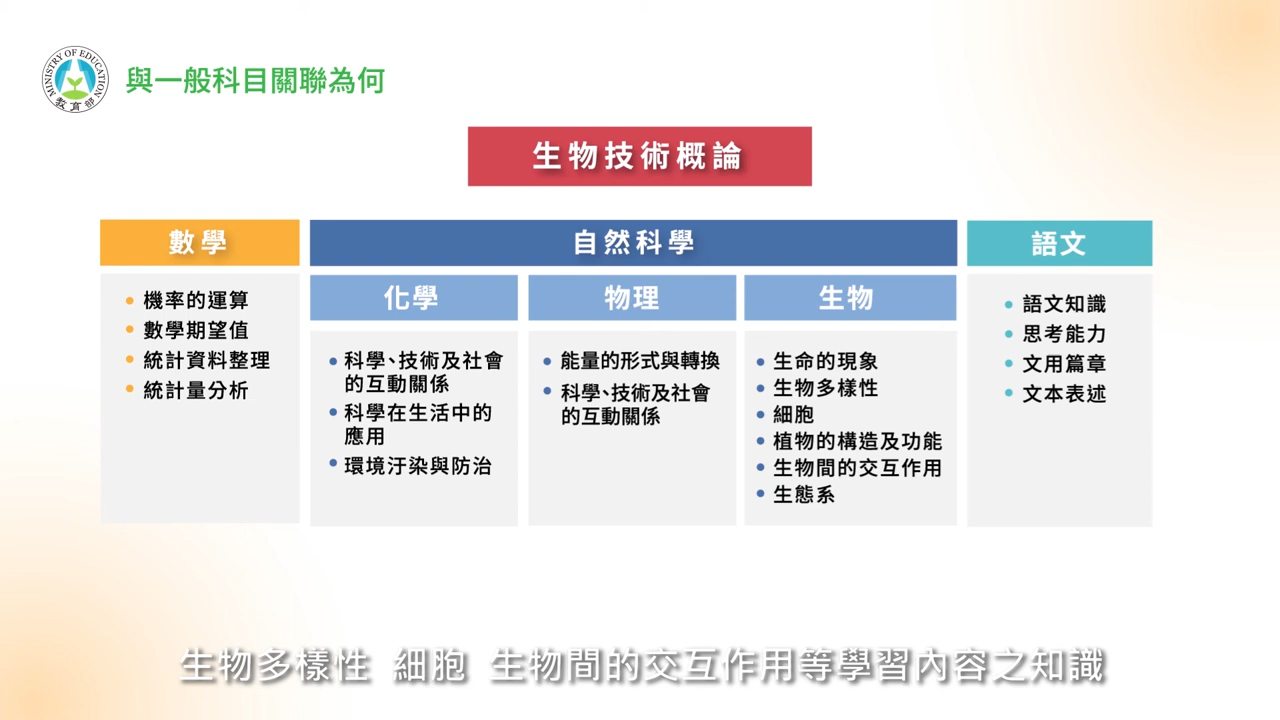 MINISTRY OF EDUCATION
教育部
與一般科目關聯為何
生物技術概論
數學
機率的運算
數學期望值
統計資料整理
統計量分析
自然科學
化學
科學、技術及社會
的互動關係
科學在生活中的
應用
環境汙染與防治
物理
能量的形式與轉換
科學、技術及社會
的互動關係
生物
生命的現象
生物多樣性
細胞
植物的構造及功能
生物間的交互作用
生態系
語文
語文知識
思考能力
文用篇章
文本表述
生物多樣性 細胞 生物間的交互作用等學習內容之知識